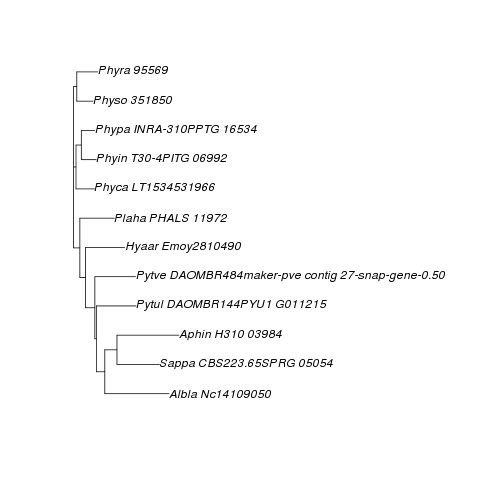 Phyra 95569
Physo 351850
Phypa INRA-310PPTG 16534
Phyin T30-4PITG 06992
Phyca LT1534531966
Plaha PHALS 11972
Hyaar Emoy2810490
Pytve DAOMBR484maker-pve contig 27-snap-gene-0.50
Pytul DAOMBR144PYU1 G011215
Aphin H310 03984
Sappa CBS223.65SPRG 05054
Albla Nc14109050